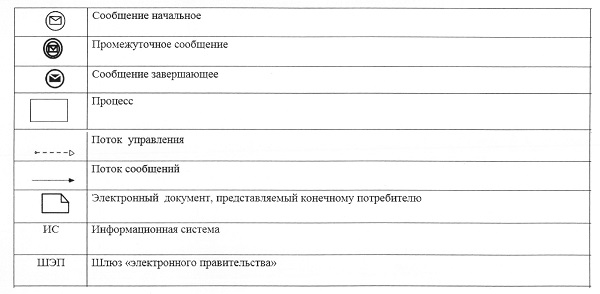 Сообщение начальное
Промежуточное сообщение
Сообщение завершающее
Процесс
Поток управления
Поток сообщений
Электронный документ, представляемый конечному потребителю
ИС Информационная система
ШЭП Шлюз «электронного правительства»